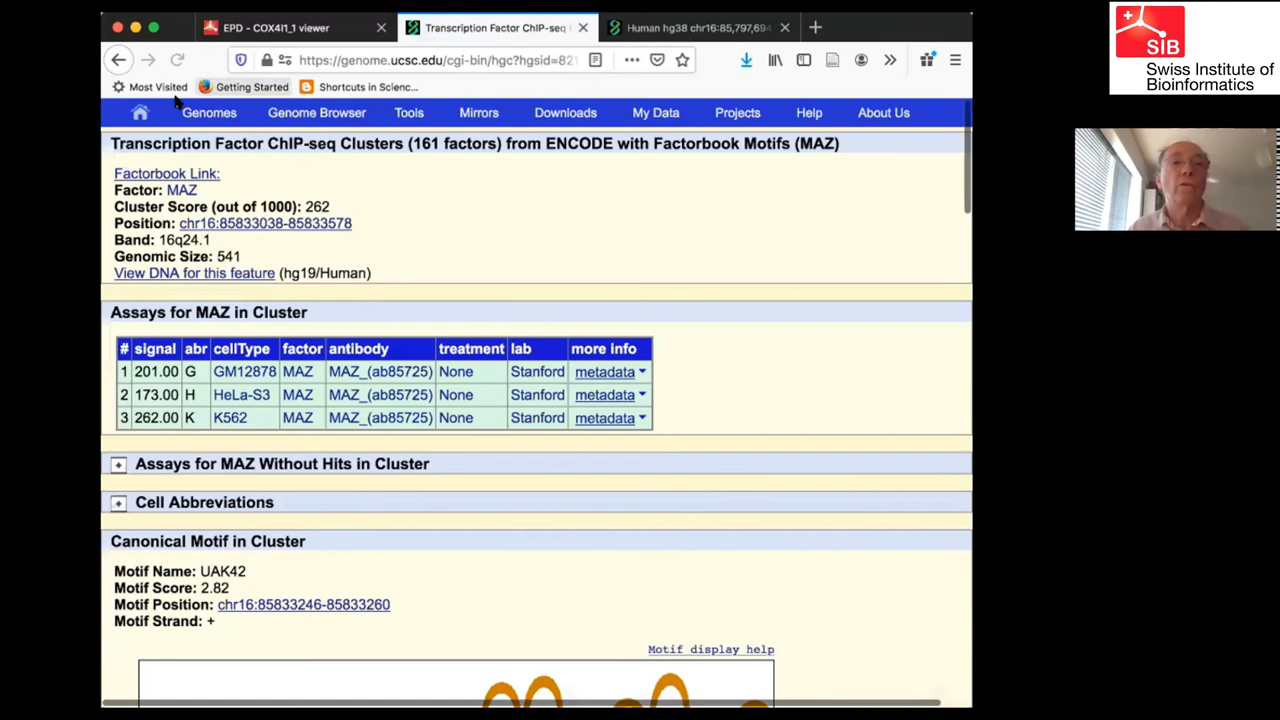 EPD - COX4I1_1 viewer
Transcription Factor ChIP-seq
Human hg38 chr16:85,797,694
https://genome.ucsc.edu/cgi-bin/hgc?hgsid=821
Most Visited
Getting Started
Shortcuts in Scienc...
Genomes
Genome Browser
Tools
Mirrors
Downloads
My Data
Projects
Help
About Us
Transcription Factor ChIP-seq Clusters (161 factors) from ENCODE with Factorbook Motifs (MAZ)
Factorbook Link:
Factor: MAZ
Cluster Score (out of 1000): 262
Position: chr16:85833038-85833578
Band: 16q24.1
Genomic Size: 541
View DNA for this feature (hg19/Human)
Assays for MAZ in Cluster
# signal abr cellType factor antibody treatment lab more info
1 201.00 G GM12878 MAZ MAZ_(ab85725) None Stanford metadata
2 173.00 H HeLa-S3 MAZ MAZ_(ab85725) None Stanford metadata
3 262.00 K K562 MAZ MAZ_(ab85725) None Stanford metadata
Assays for MAZ Without Hits in Cluster
Cell Abbreviations
Canonical Motif in Cluster
Motif Name: UAK42
Motif Score: 2.82
Motif Position: chr16:85833246-85833260
Motif Strand: +
Motif display help
SIB
Swiss Institute of
Bioinformatics